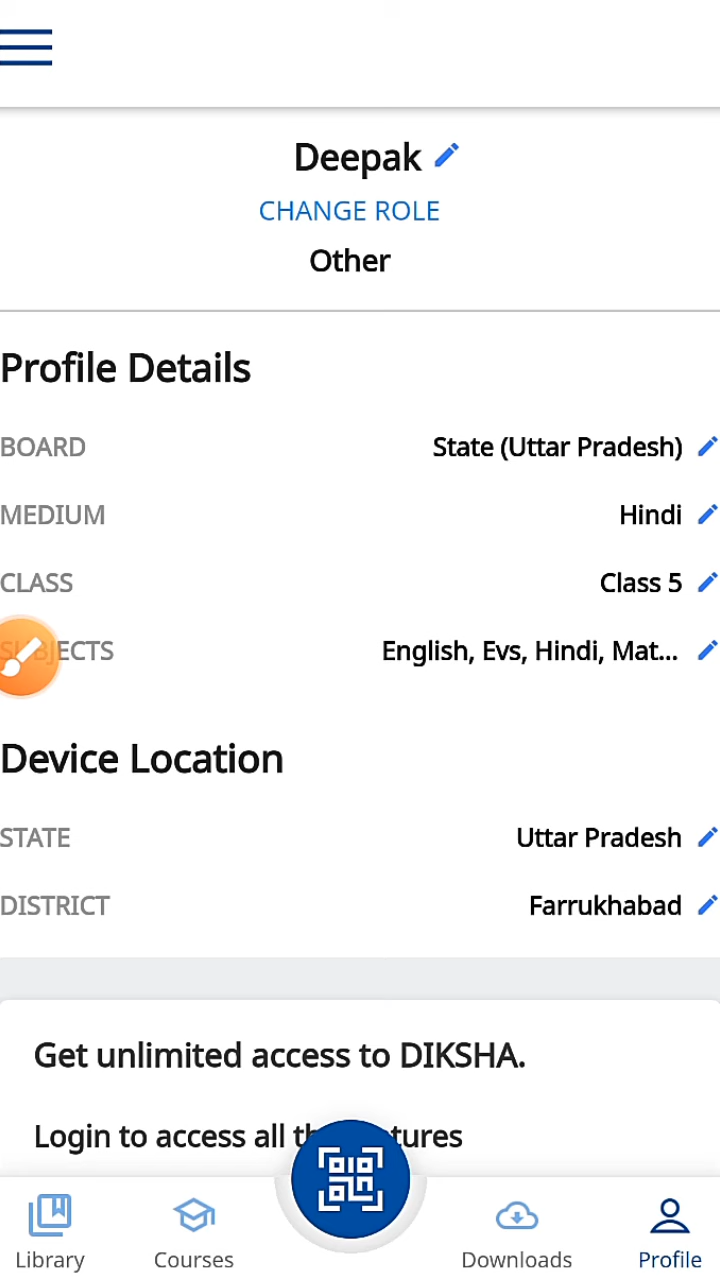 Deepak
CHANGE ROLE
Other
Profile Details
BOARD State (Uttar Pradesh)
MEDIUM Hindi
CLASS Class 5
SUBJECTS English, Evs, Hindi, Mat...
Device Location
STATE Uttar Pradesh
DISTRICT Farrukhabad
Get unlimited access to DIKSHA.
Login to access all
Library Courses Downloads Profile